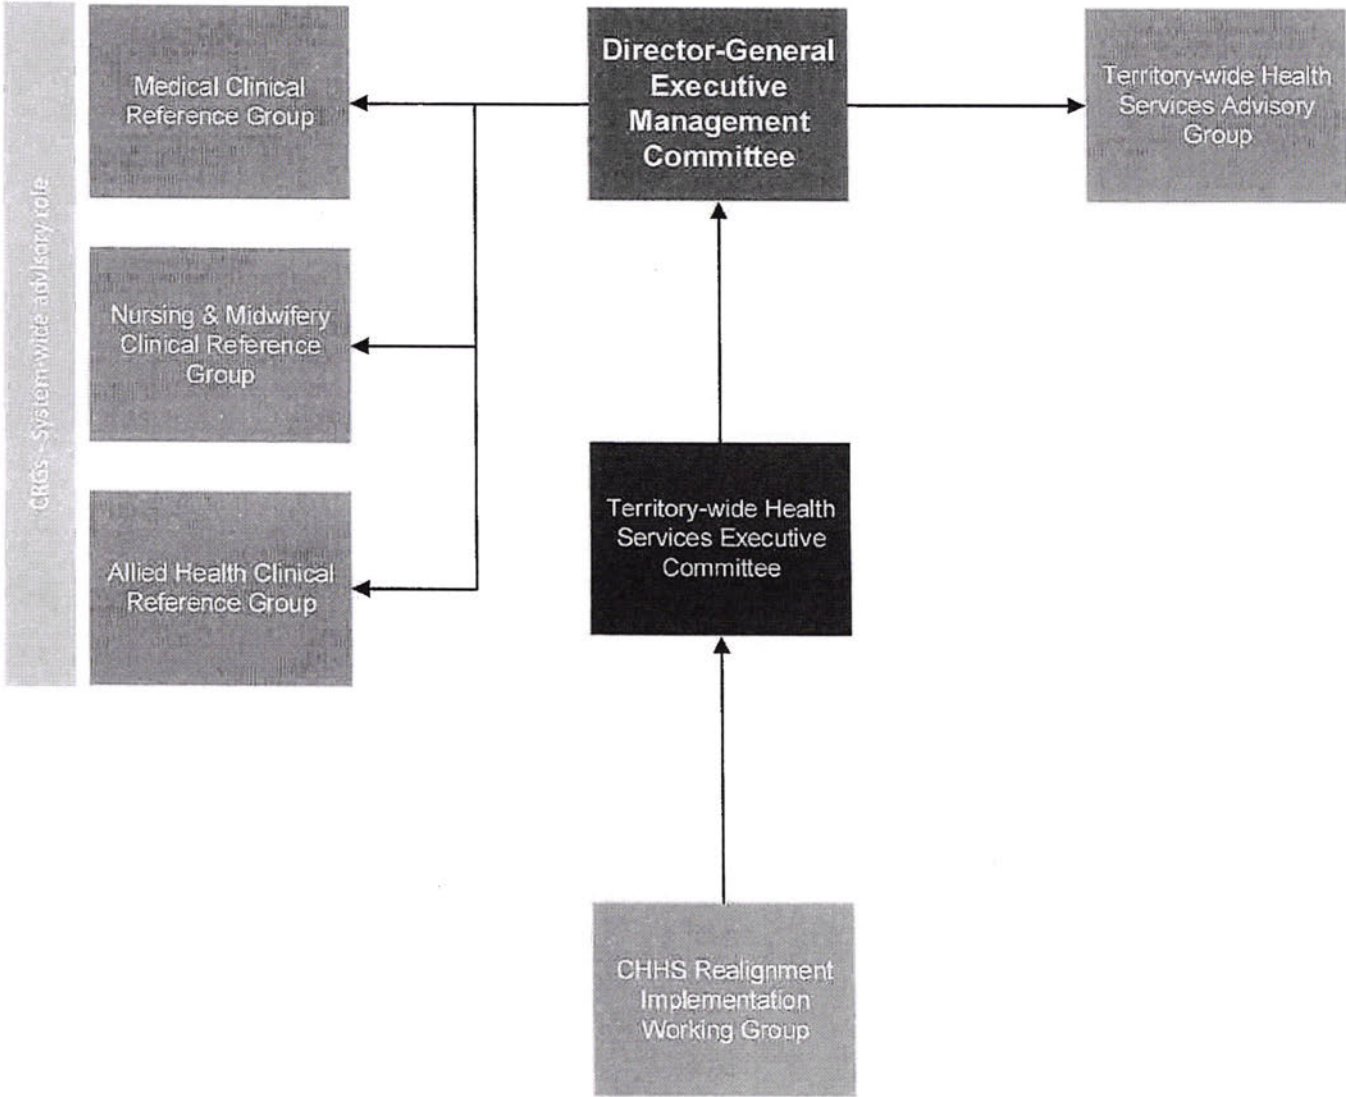 Medical Clinical
Reference Group
Director-General
Executive
Management
Committee
Territory-wide Health
Services Advisory
Group
CRGs - System-wide advisory role
Nursing & Midwifery
Clinical Reference
Group
Allied Health Clinical
Reference Group
Territory-wide Health
Services Executive
Committee
CHHS Realignment
Implementation
Working Group